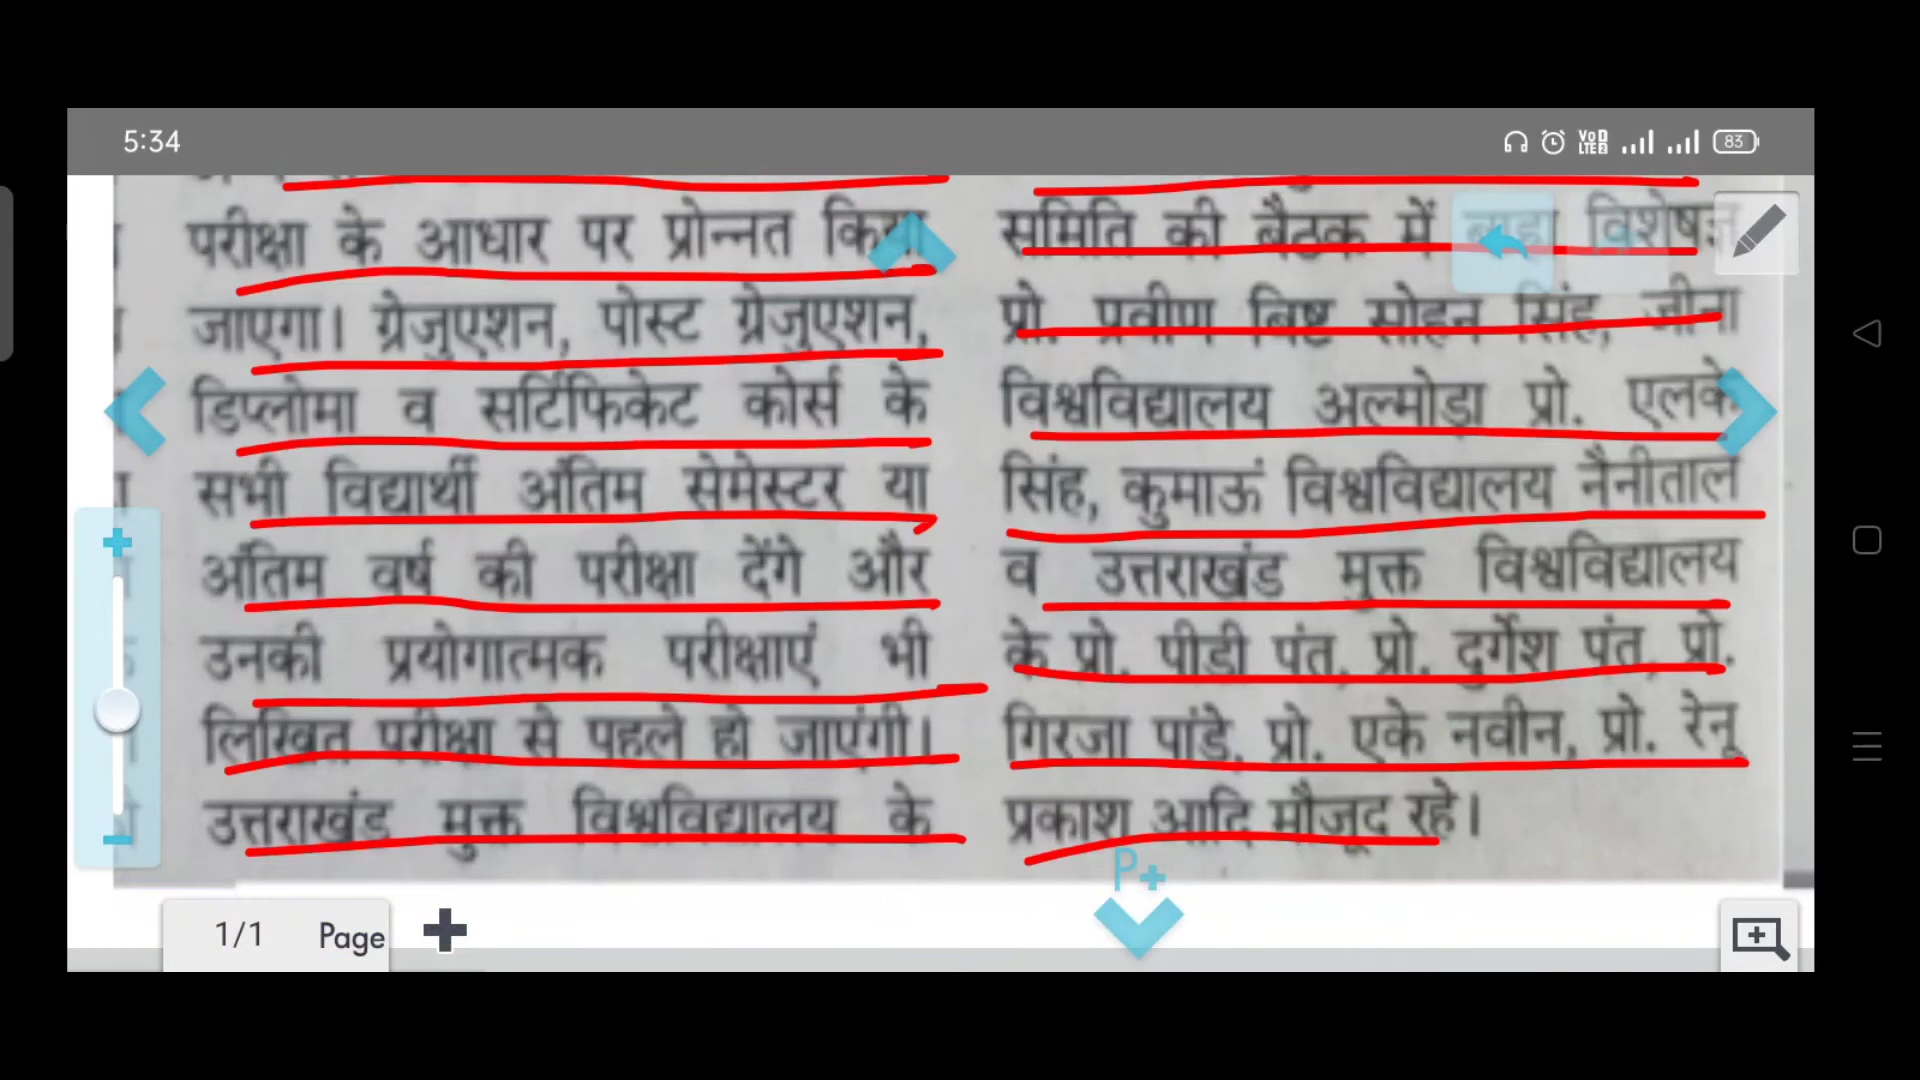 5:34
83
परीक्षा के आधार पर प्रोन्नत किया
जाएगा। ग्रेजुएशन, पोस्ट ग्रेजुएशन,
डिप्लोमा व सर्टिफिकेट कोर्स के
सभी विद्यार्थी अंतिम सेमेस्टर या
अंतिम वर्ष की परीक्षा देंगे और
उनकी प्रयोगात्मक परीक्षाएं भी
लिखित परीक्षा से पहले हो जाएंगी।
उत्तराखंड मुक्त विश्वविद्यालय के
समिति की बैठक में
प्रो. प्रवीण बिष्ट सोहन सिंह, जीना
विश्वविद्यालय अल्मोड़ा प्रो. एलके
सिंह, कुमाऊं विश्वविद्यालय नैनीताल
व उत्तराखंड मुक्त विश्वविद्यालय
के प्रो. पीडी पंत, प्रो. दुर्गेश पंत, प्रो.
गिरजा पांडे, प्रो. एके नवीन, प्रो. रेनू
प्रकाश आदि मौजूद रहे।
P+
1/1 Page